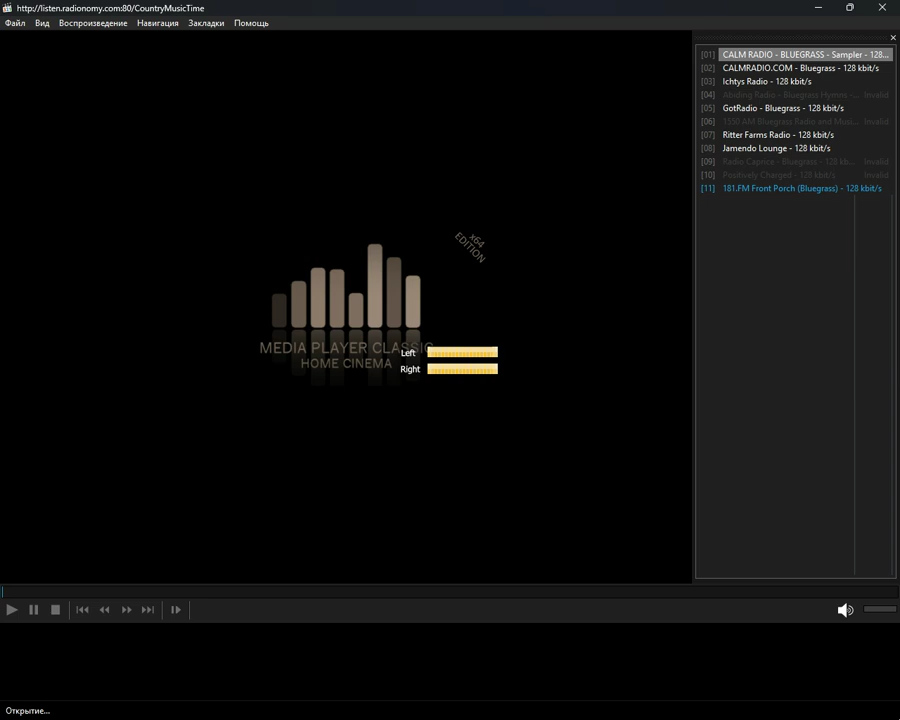 http://listen.radionomy.com:80/CountryMusicTime
Файл Вид Воспроизведение Навигация Закладки Помощь
[01] CALM RADIO - BLUEGRASS - Sampler - 128...
[02] CALMRADIO.COM - Bluegrass - 128 kbit/s
[03] Ichtys Radio - 128 kbit/s
[04] Abiding Radio - Bluegrass Hymns -... Invalid
[05] GotRadio - Bluegrass - 128 kbit/s
[06] 1550 AM Bluegrass Radio and Musi... Invalid
[07] Ritter Farms Radio - 128 kbit/s
[08] Jamendo Lounge - 128 kbit/s
[09] Radio Caprice - Bluegrass - 128 kb... Invalid
[10] Positively Charged - 128 kbit/s Invalid
[11] 181.FM Front Porch (Bluegrass) - 128 kbit/s
x64
EDITION
MEDIA PLAYER CLASSIC
HOME CINEMA
Left
Right
Открытие...